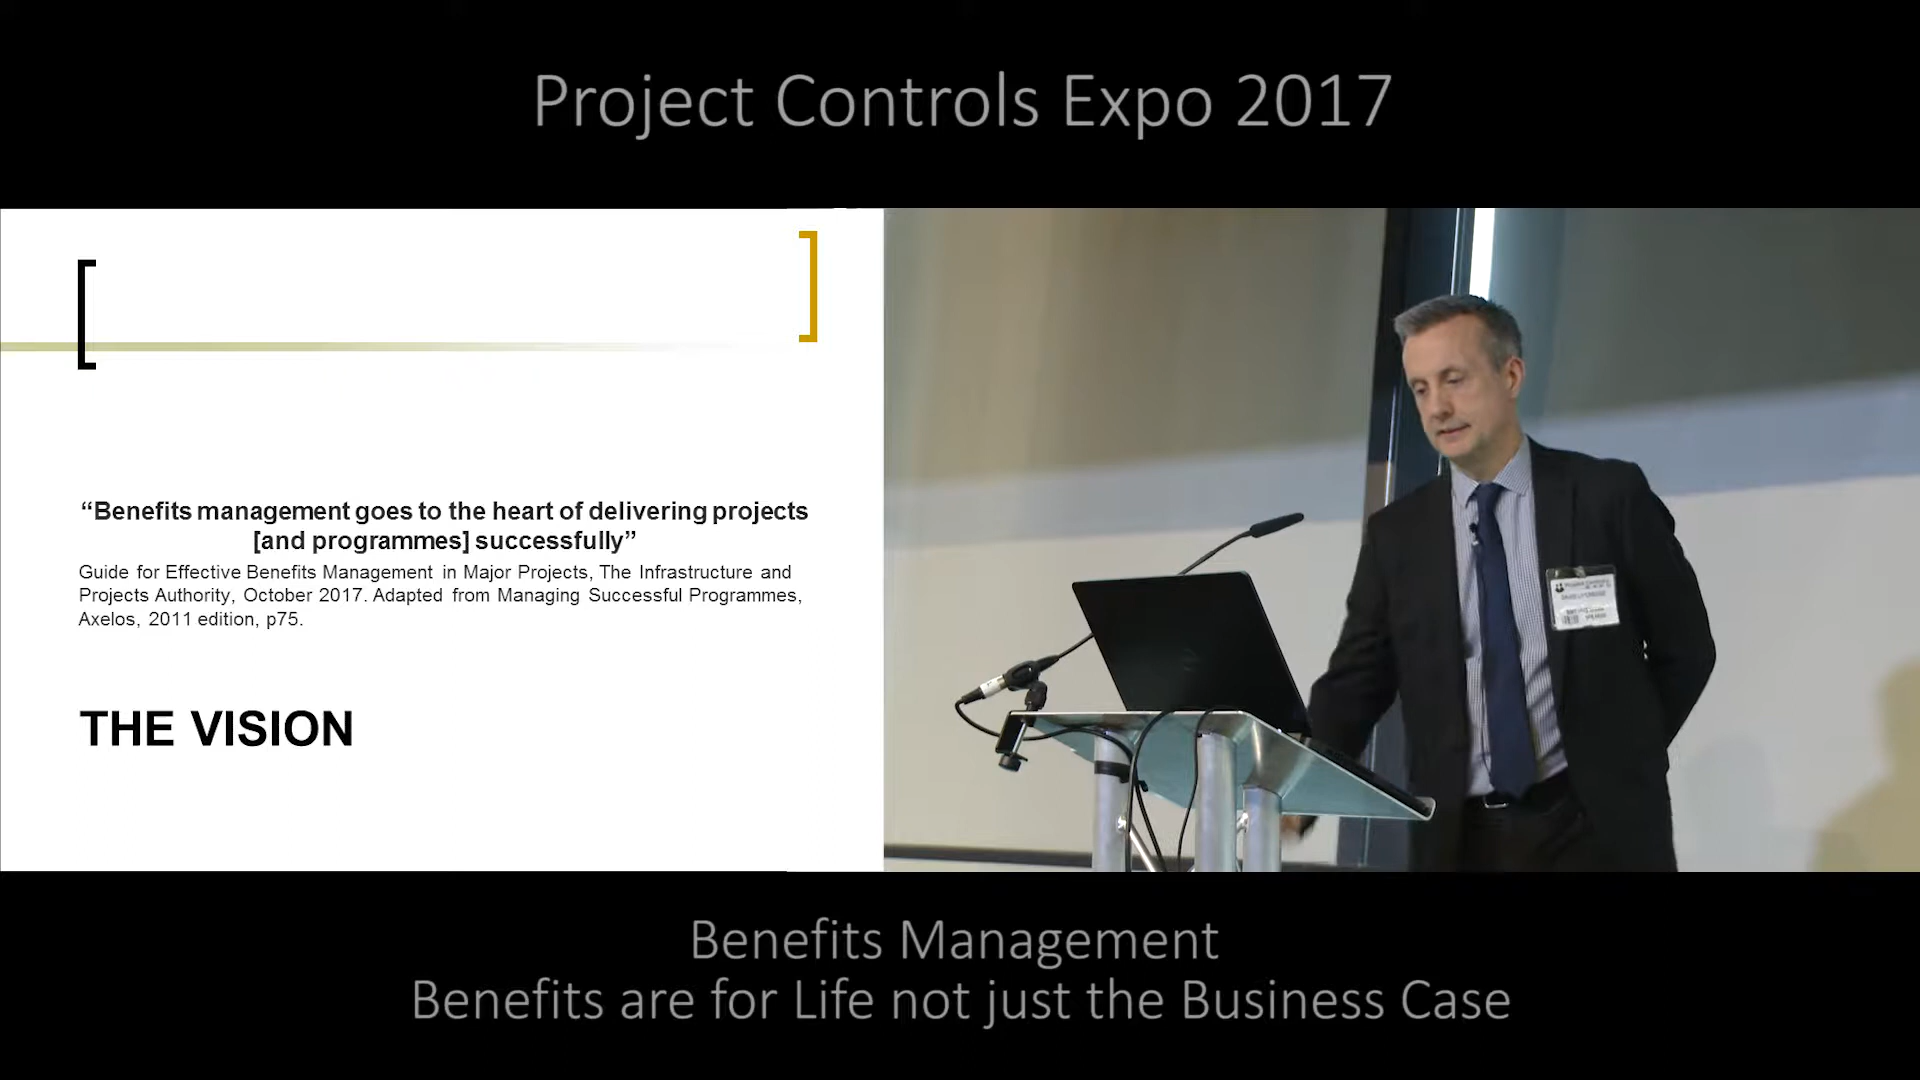 Project Controls Expo 2017
“Benefits management goes to the heart of delivering projects
[and programmes] successfully”
Guide for Effective Benefits Management in Major Projects, The Infrastructure and
Projects Authority, October 2017. Adapted from Managing Successful Programmes,
Axelos, 2011 edition, p75.
THE VISION
Benefits Management
Benefits are for Life not just the Business Case